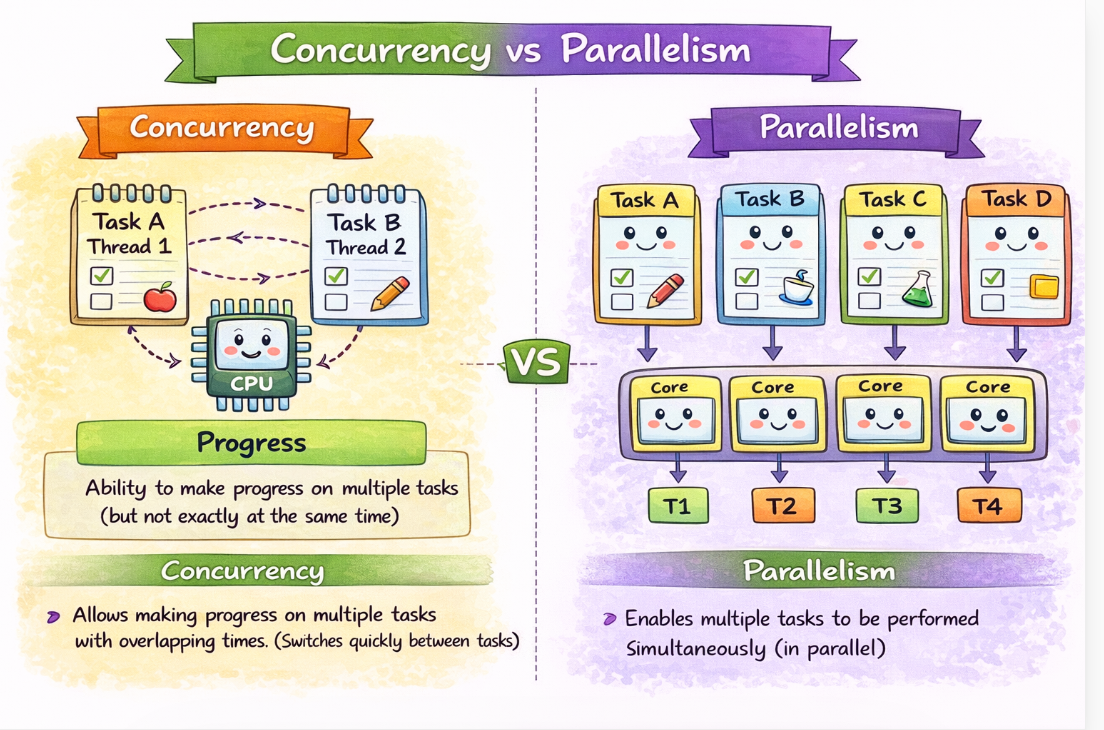 Concurrency vs Parallelism
Concurrency
Task A
Thread 1
Task B
Thread 2
CPU
Progress
Ability to make progress on multiple tasks
(but not exactly at the same time)
Concurrency
Allows making progress on multiple tasks
with overlapping times. (Switches quickly between tasks)
VS
Parallelism
Task A
Task B
Task C
Task D
Core
Core
Core
Core
T1
T2
T3
T4
Parallelism
Enables multiple tasks to be performed
Simultaneously (in parallel)